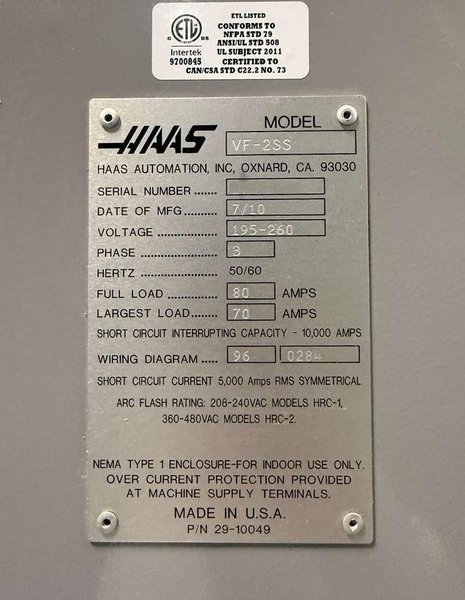 ETL LISTED
CONFORMS TO
NFPA STD 79
ANSI/UL STD 508
UL SUBJECT 2011
CERTIFIED TO
CAN/CSA STD C22.2 NO. 73
C ETL US
LISTED
Intertek
9700845
HAAS
MODEL
VF-2SS
HAAS AUTOMATION, INC, OXNARD, CA. 93030
SERIAL NUMBER ......
DATE OF MFG ....... 7/10
VOLTAGE .............. 195-260
PHASE .................. 3
HERTZ 50/60
FULL LOAD ........ 80 AMPS
LARGEST LOAD..... 70 AMPS
SHORT CIRCUIT INTERRUPTING CAPACITY - 10,000 AMPS
WIRING DIAGRAM ..... 96 0284
SHORT CIRCUIT CURRENT 5,000 Amps RMS SYMMETRICAL
ARC FLASH RATING: 208-240VAC MODELS HRC-1,
360-480VAC MODELS HRC-2.
NEMA TYPE 1 ENCLOSURE-FOR INDOOR USE ONLY.
OVER CURRENT PROTECTION PROVIDED
AT MACHINE SUPPLY TERMINALS.
MADE IN U.S.A.
P/N 29-10049